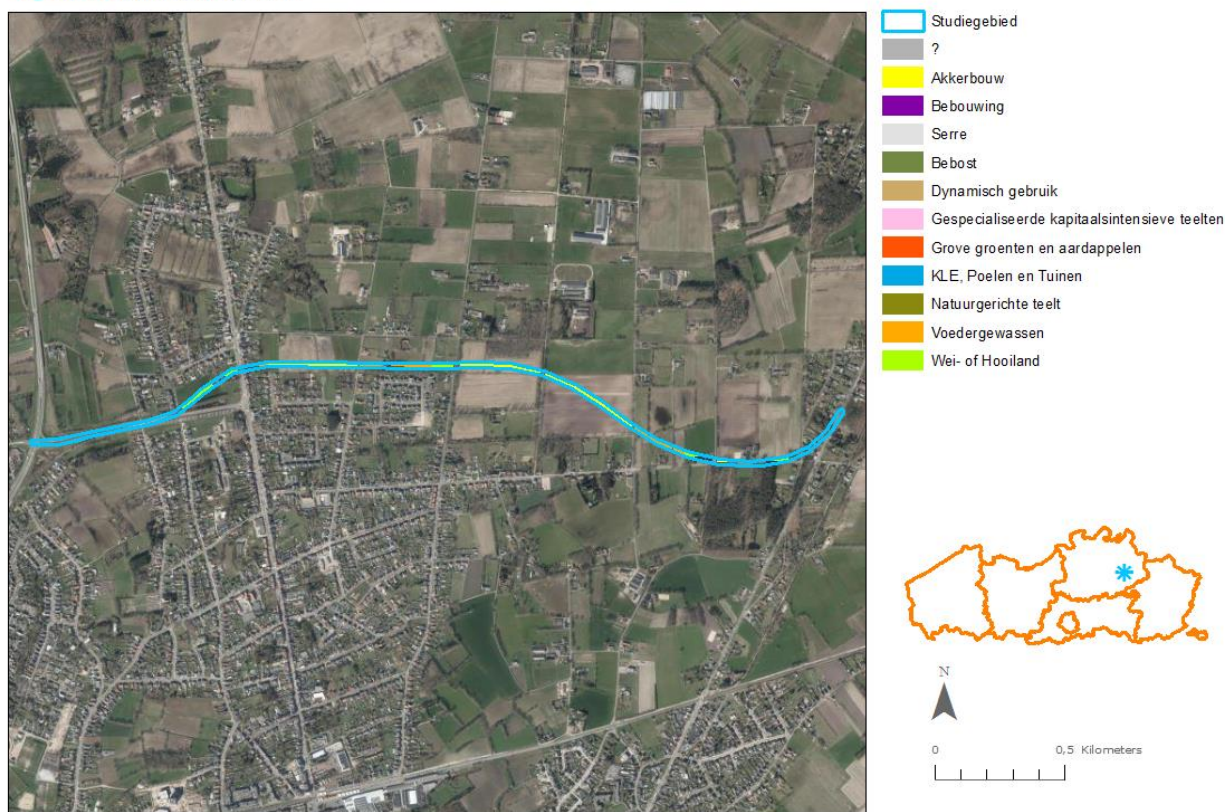 Studiegebied
?
Akkerbouw
Bebouwing
Serre
Bebost
Dynamisch gebruik
Gespecialiseerde kapitaalsintensieve teelten
Grove groenten en aardappelen
KLE, Poelen en Tuinen
Natuurgerichte teelt
Voedergewassen
Wei- of Hooiland
N
0 0,5 Kilometers